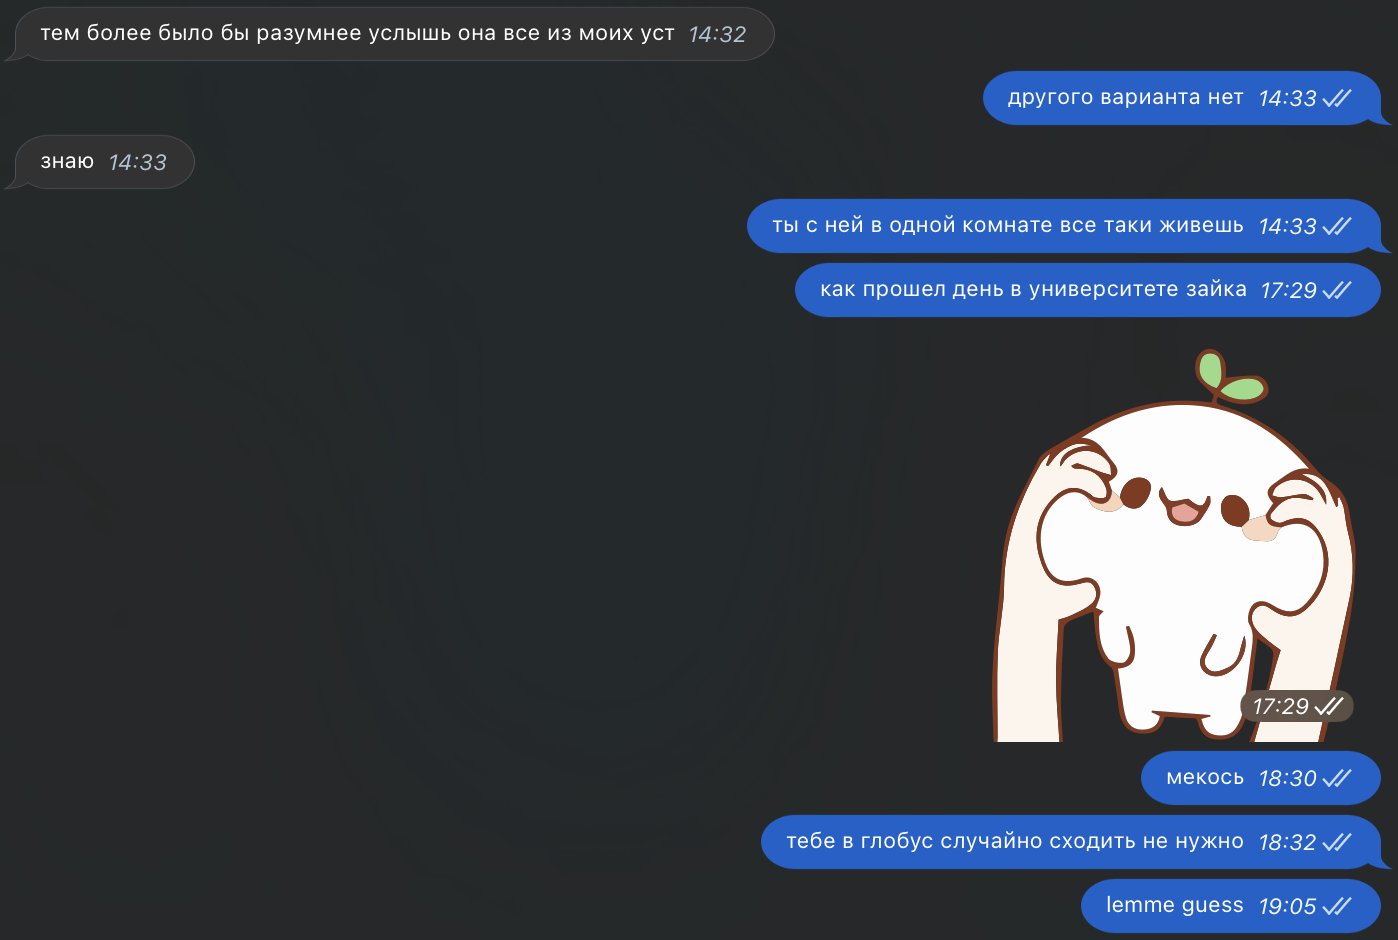 тем более было бы разумнее услышь она все из моих уст 14:32
другого варианта нет 14:33
знаю 14:33
ты с ней в одной комнате все таки живешь 14:33
как прошел день в университете зайка 17:29
17:29
мекось 18:30
тебе в глобус случайно сходить не нужно 18:32
lemme guess 19:05